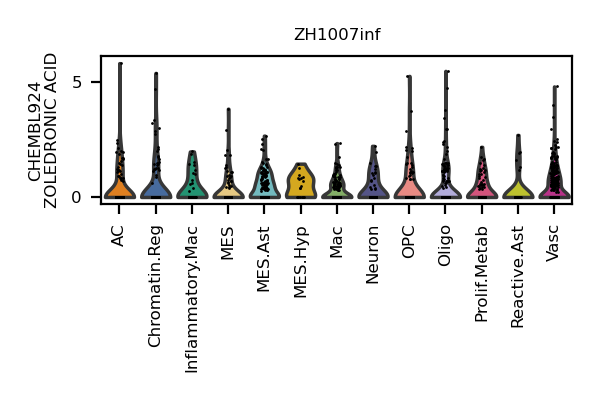 ZH1007inf
CHEMBL924
ZOLEDRONIC ACID
5
0
AC
Chromatin.Reg
Inflammatory.Mac
MES
MES.Ast
MES.Hyp
Mac
Neuron
OPC
Oligo
Prolif.Metab
Reactive.Ast
Vasc